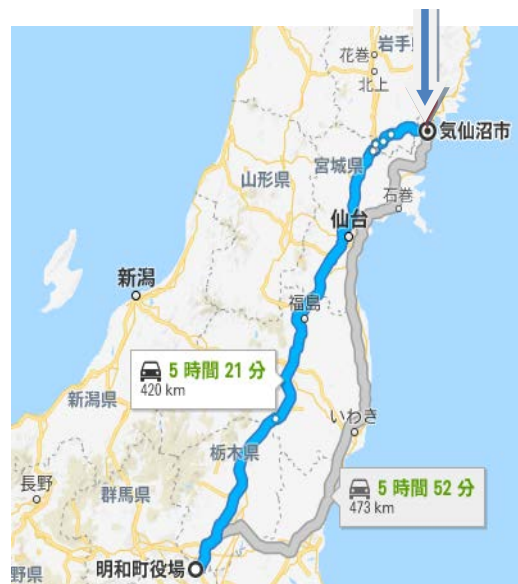 岩手
花巻
北上
気仙沼市
宮城県
山形県
石巻
仙台
新潟
福島
5 時間 21 分
420 km
新潟県
いわき
栃木県
長野
群馬県
5 時間 52 分
473 km
明和町役場
野県